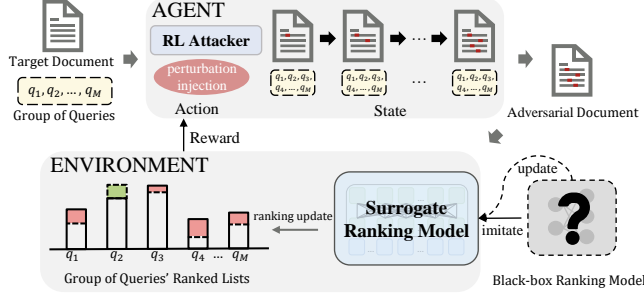 AGENT
RL Attacker
perturbation
injection
Action
State
q1, q2, q3,
q4, ..., qM
q1, q2, q3,
q4, ..., qM
...
q1, q2, q3,
q4, ..., qM
Target Document
q1, q2, ..., qM
Group of Queries
Adversarial Document
Reward
ENVIRONMENT
q1 q2 q3 q4 ... qM
Group of Queries' Ranked Lists
ranking update
Surrogate
Ranking Model
update
imitate
?
Black-box Ranking Model